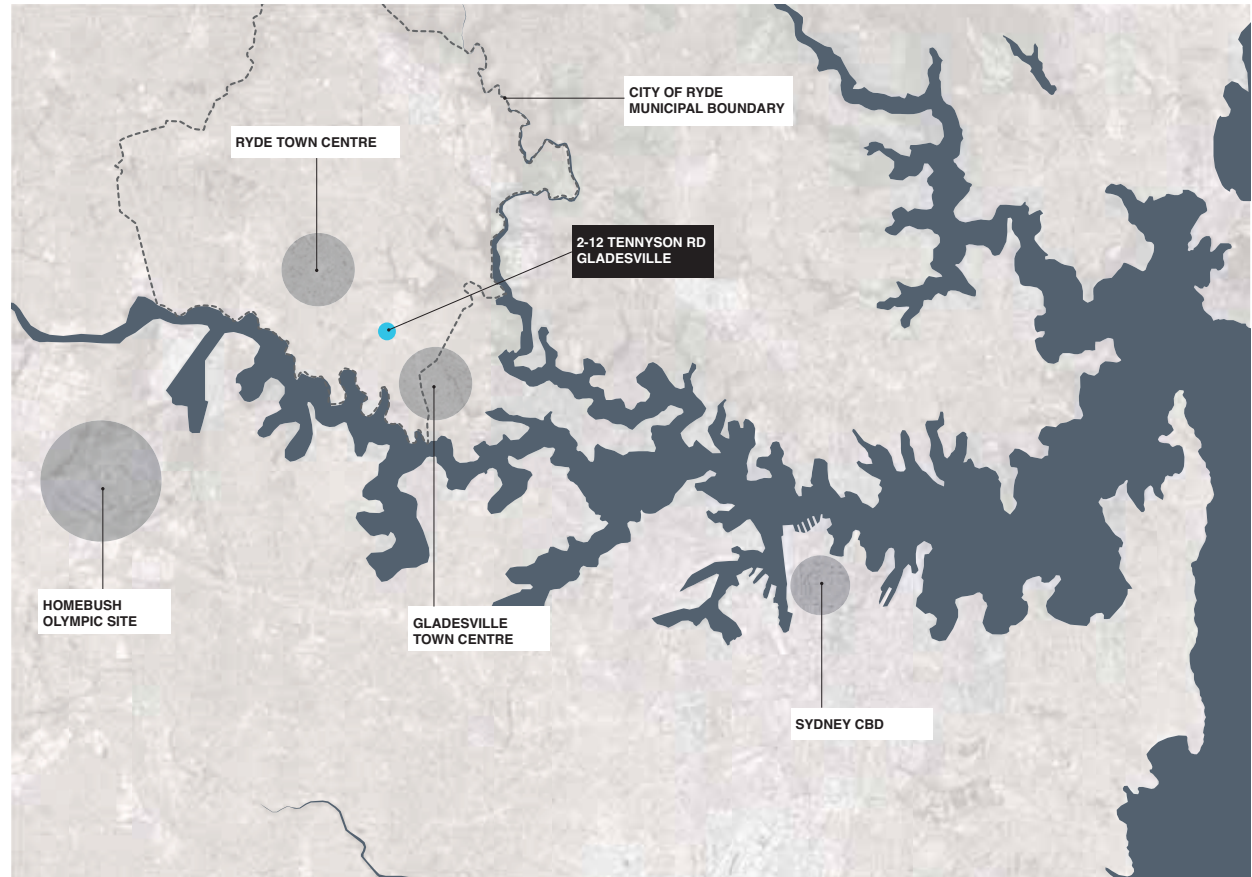 CITY OF RYDE
MUNICIPAL BOUNDARY
RYDE TOWN CENTRE
2-12 TENNYSON RD
GLADESVILLE
HOMEBUSH
OLYMPIC SITE
GLADESVILLE
TOWN CENTRE
SYDNEY CBD